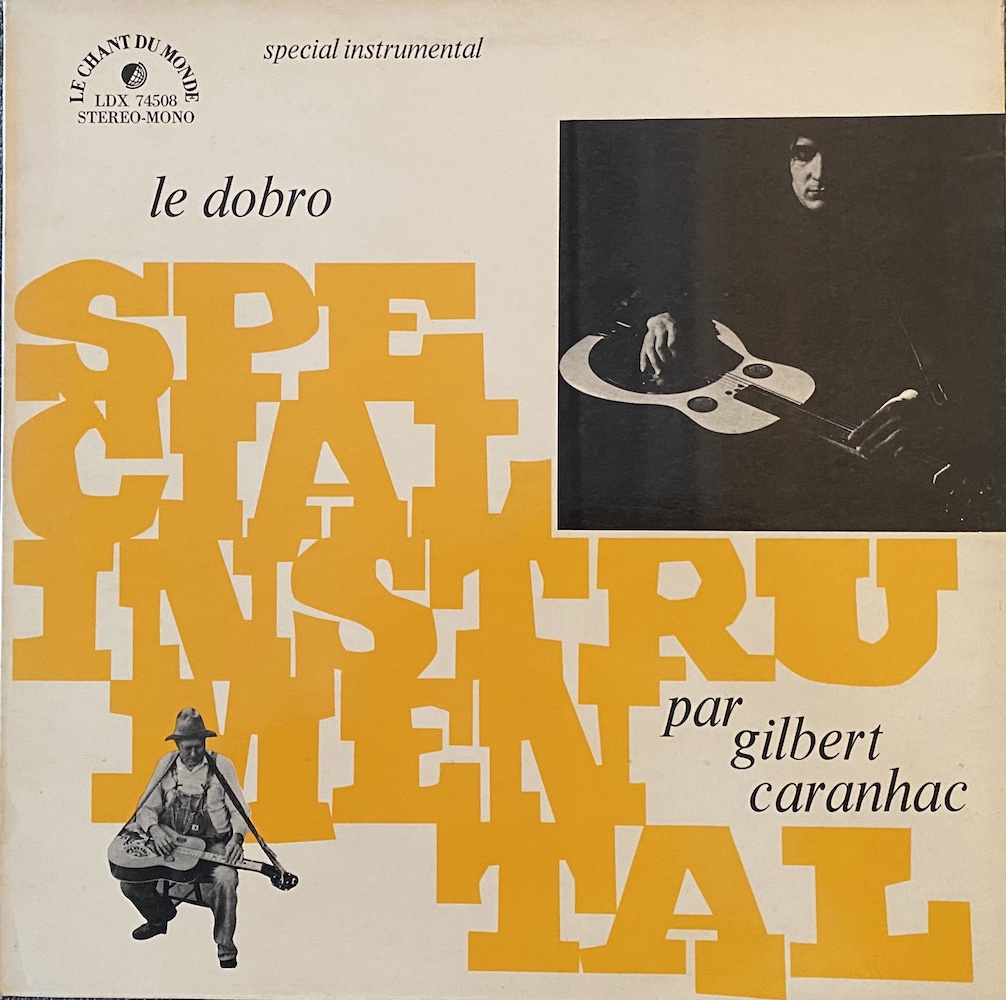 LE CHANT DU MONDE
LDX 74508
STEREO-MONO
special instrumental
le dobro
SPE
CIAL
INSTRU
MEN
TAL
par
gilbert
caranhac